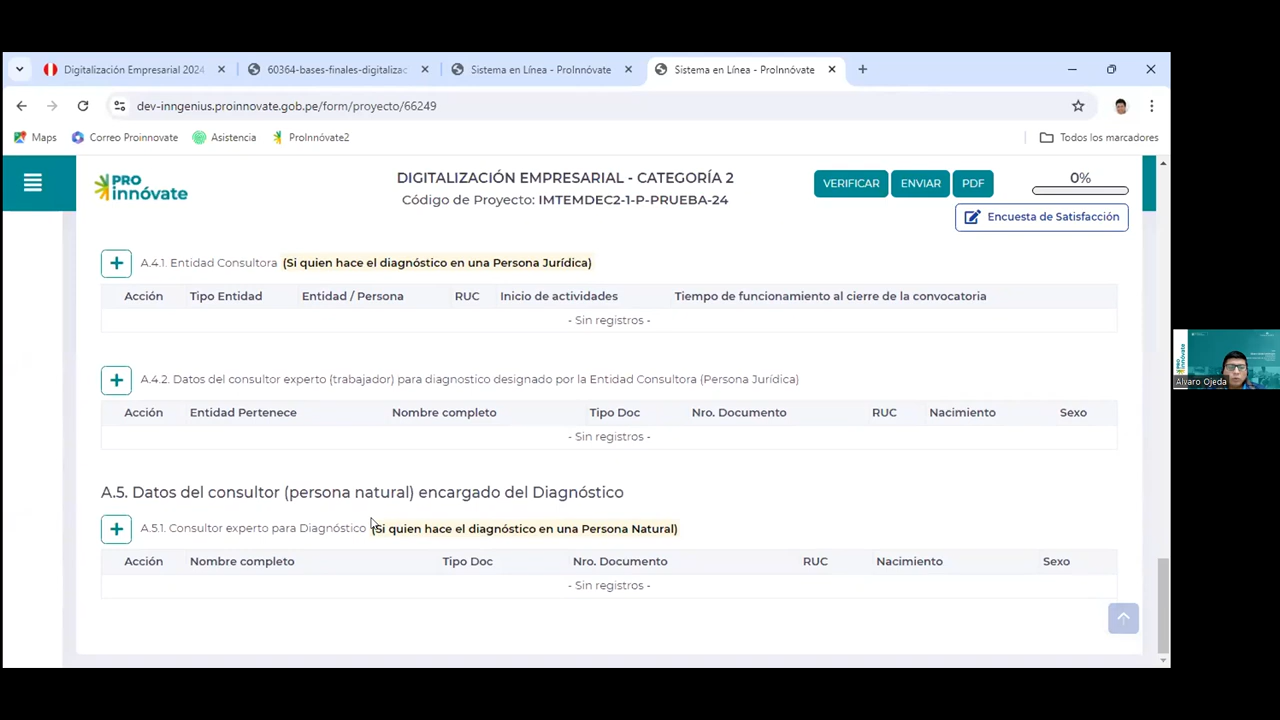 Digitalización Empresarial 2024
60364-bases-finales-digitalizac
Sistema en Línea - ProInnovate
Sistema en Línea - ProInnovate
dev-inngenius.proinnovate.gob.pe/form/proyecto/66249
Maps
Correo Proinnovate
Asistencia
ProInnóvate2
Todos los marcadores
PRO
innóvate
DIGITALIZACIÓN EMPRESARIAL - CATEGORÍA 2
Código de Proyecto: IMTEMDEC2-1-P-PRUEBA-24
VERIFICAR
ENVIAR
PDF
0%
Encuesta de Satisfacción
A.4.1. Entidad Consultora (Si quien hace el diagnóstico en una Persona Jurídica)
Acción Tipo Entidad Entidad / Persona RUC Inicio de actividades Tiempo de funcionamiento al cierre de la convocatoria
- Sin registros -
A.4.2. Datos del consultor experto (trabajador) para diagnostico designado por la Entidad Consultora (Persona Jurídica)
Acción Entidad Pertenece Nombre completo Tipo Doc Nro. Documento RUC Nacimiento Sexo
- Sin registros -
A.5. Datos del consultor (persona natural) encargado del Diagnóstico
A.5.1. Consultor experto para Diagnóstico (Si quien hace el diagnóstico en una Persona Natural)
Acción Nombre completo Tipo Doc Nro. Documento RUC Nacimiento Sexo
- Sin registros -
PRO
innóvate
Alvaro Ojeda